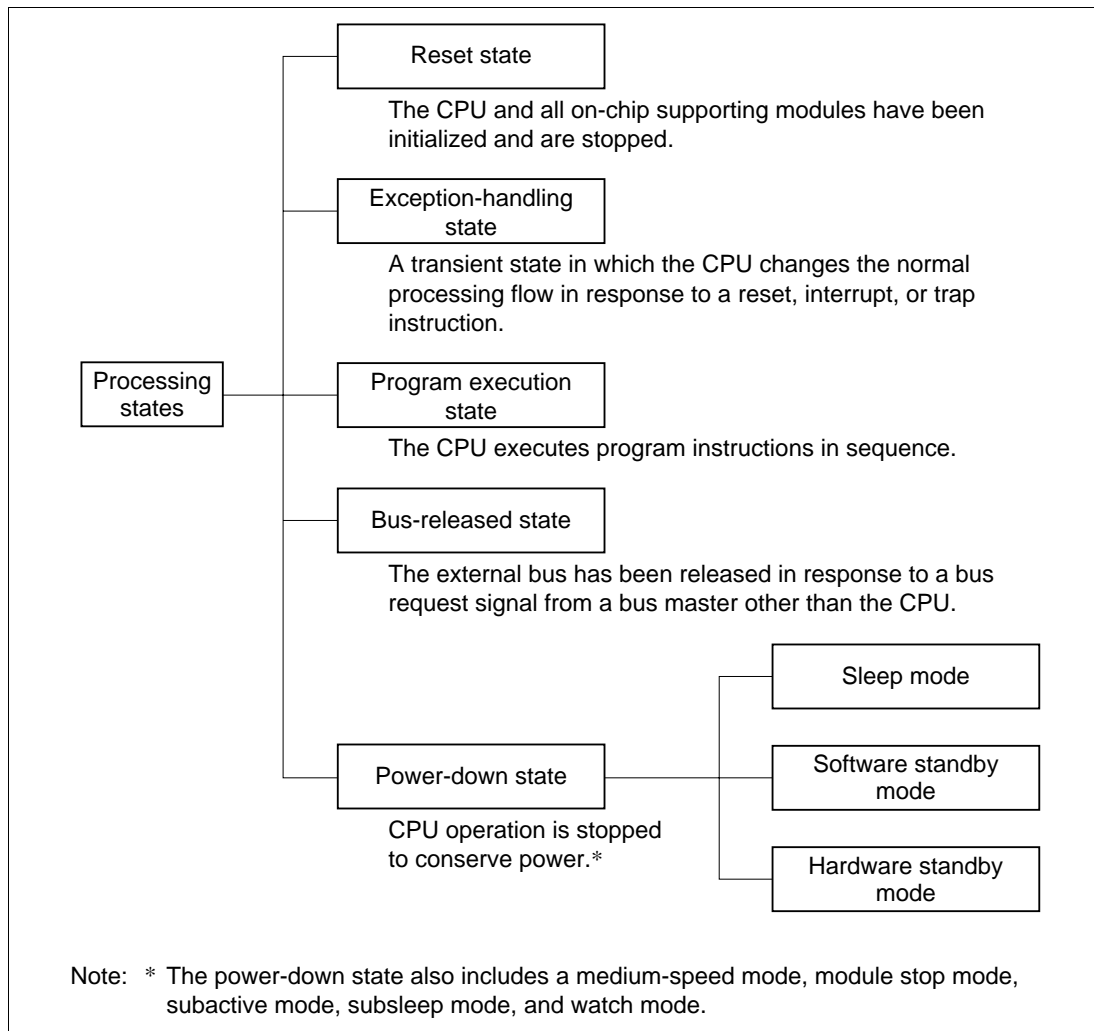 Reset state
The CPU and all on-chip supporting modules have been
initialized and are stopped.
Exception-handling
state
A transient state in which the CPU changes the normal
processing flow in response to a reset, interrupt, or trap
instruction.
Processing
states
Program execution
state
The CPU executes program instructions in sequence.
Bus-released state
The external bus has been released in response to a bus
request signal from a bus master other than the CPU.
Power-down state
CPU operation is stopped
to conserve power.*
Sleep mode
Software standby
mode
Hardware standby
mode
Note: * The power-down state also includes a medium-speed mode, module stop mode,
subactive mode, subsleep mode, and watch mode.